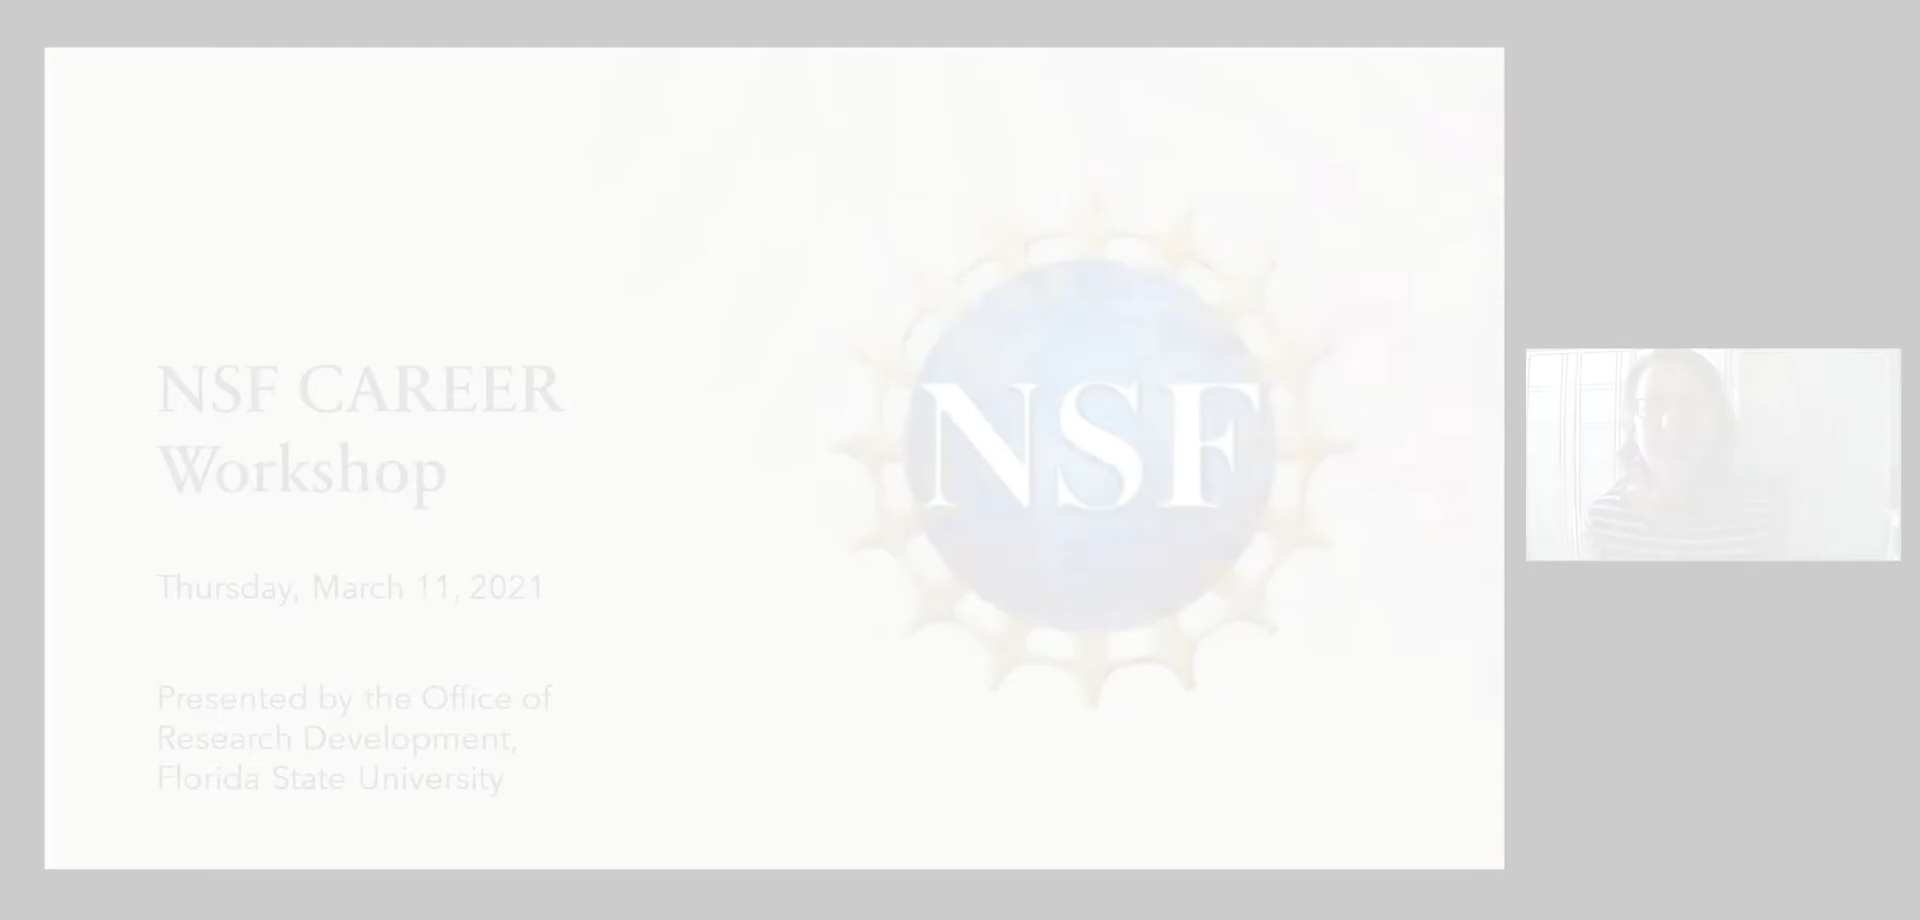 NSF CAREER
Workshop
Thursday, March 11, 2021
Presented by the Office of
Research Development,
Florida State University
NSF